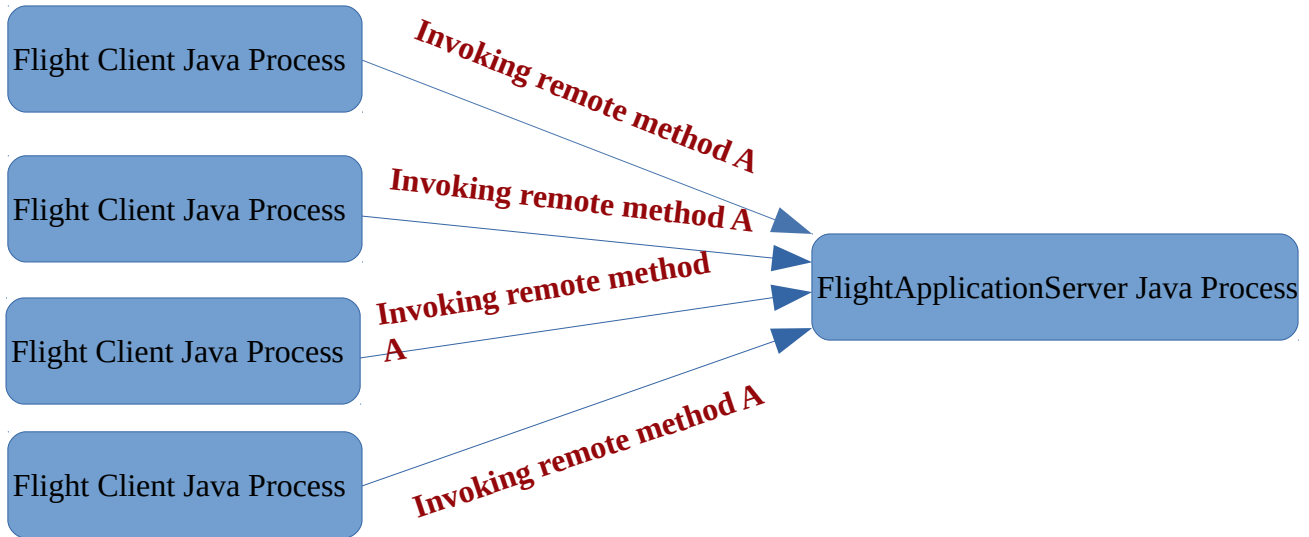 Flight Client Java Process
Invoking remote method A
Flight Client Java Process
Invoking remote method A
FlightApplicationServer Java Process
Invoking remote method
A
Flight Client Java Process
Invoking remote method A
Flight Client Java Process